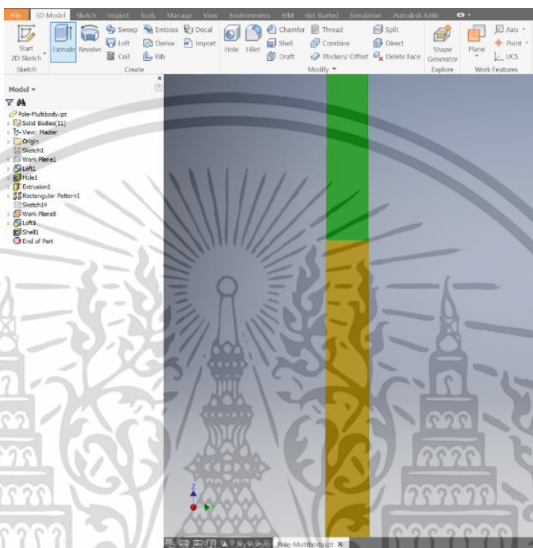 File 3D Model Sketch Inspect Tools Manage View Environments BIM Get Started Simulation Autodesk A360
Start
2D Sketch
Extrude
Revolve
Sweep
Loft
Coil
Emboss
Derive
Rib
Decal
Import
Hole
Fillet
Chamfer
Shell
Draft
Thread
Combine
Thicken/ Offset
Split
Direct
Delete Face
Shape
Generator
Plane
Axis
Point
UCS
Sketch
Create
Modify
Explore
Work Features
Model
Pole-Multibody.ipt
Solid Bodies(11)
View: Master
Origin
Sketch1
Work Plane1
Loft1
Hole1
Extrusion1
Rectangular Pattern1
Sketch14
Work Plane5
Shell1
End of Part
Z
Y
Pole-Multibody.ipt